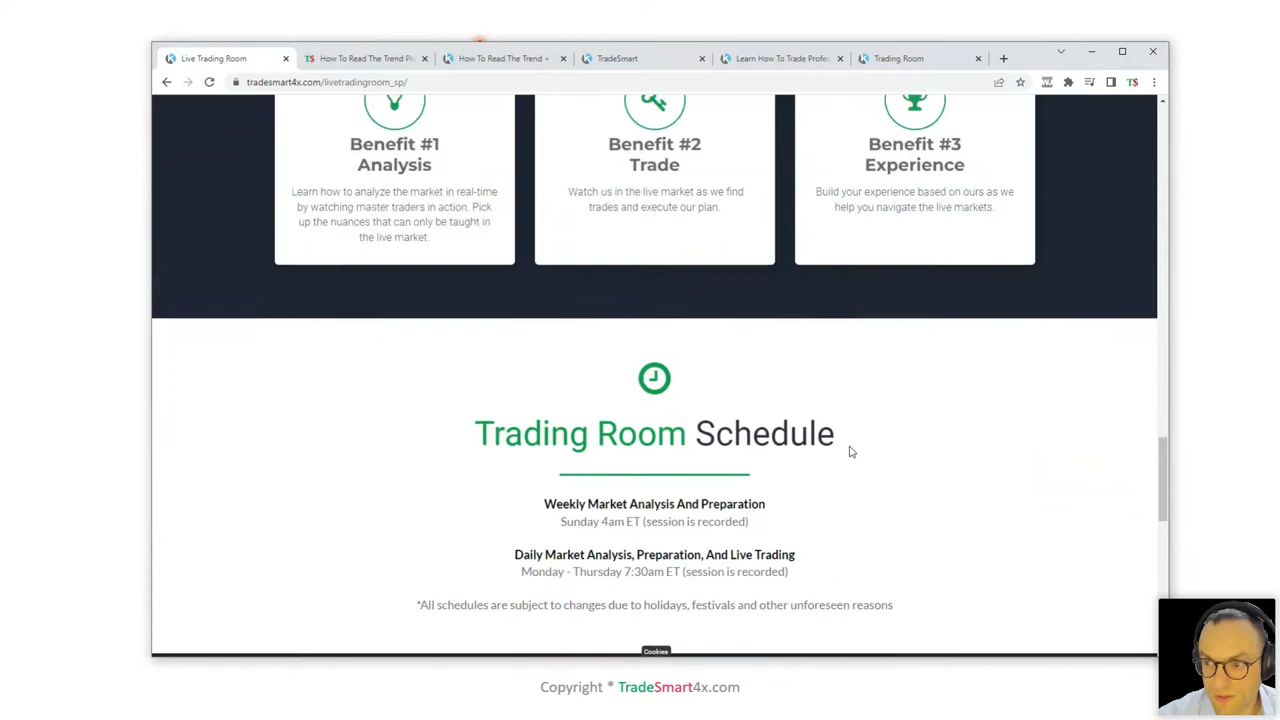 Live Trading Room
How To Read The Trend Pu
How To Read The Trend -
TradeSmart
Learn How To Trade Profes
Trading Room
tradesmart4x.com/livetradingroom_sp/
Benefit #1
Analysis
Learn how to analyze the market in real-time
by watching master traders in action. Pick
up the nuances that can only be taught in
the live market.
Benefit #2
Trade
Watch us in the live market as we find
trades and execute our plan.
Benefit #3
Experience
Build your experience based on ours as we
help you navigate the live markets.
Trading Room Schedule
Weekly Market Analysis And Preparation
Sunday 4am ET (session is recorded)
Daily Market Analysis, Preparation, And Live Trading
Monday - Thursday 7:30am ET (session is recorded)
*All schedules are subject to changes due to holidays, festivals and other unforeseen reasons
Cookies
Copyright * TradeSmart4x.com